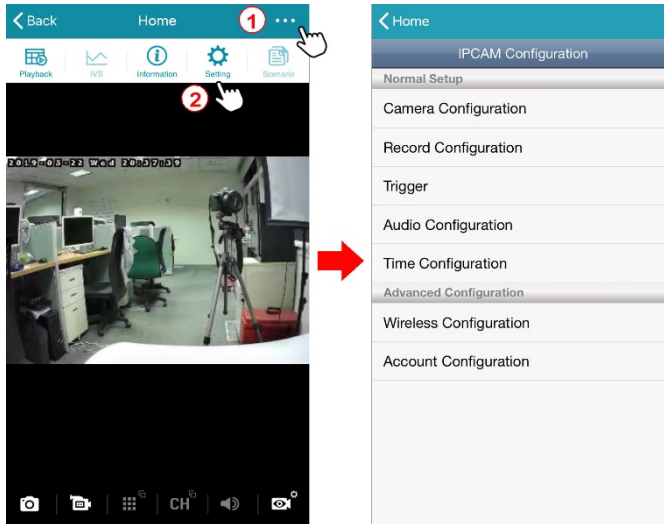 Back
Home
1
Playback
IVS
Information
Setting
Scenario
2
2019-05-22 Wed 20:37:39
CH
Home
IPCAM Configuration
Normal Setup
Camera Configuration
Record Configuration
Trigger
Audio Configuration
Time Configuration
Advanced Configuration
Wireless Configuration
Account Configuration